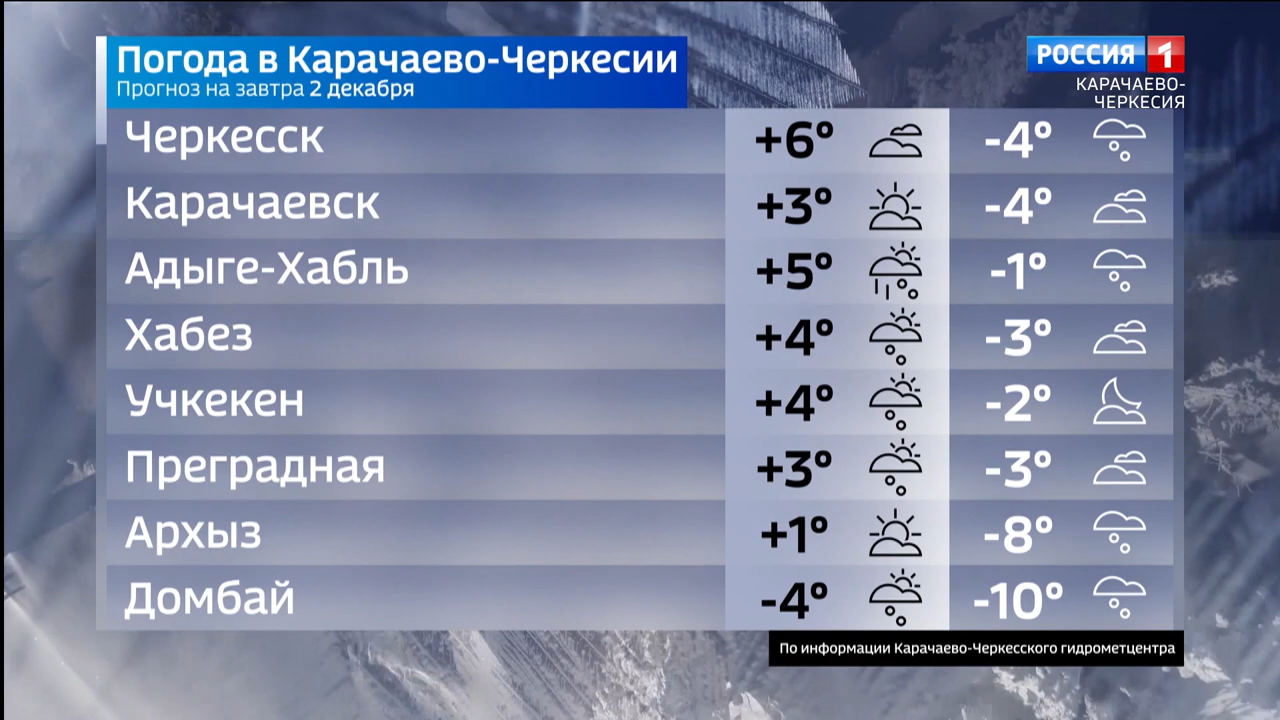 Погода в Карачаево-Черкесии
Прогноз на завтра 2 декабря
РОССИЯ 1
КАРАЧАЕВО-
ЧЕРКЕСИЯ
Черкесск +6° -4°
Карачаевск +3° -4°
Адыге-Хабль +5° -1°
Хабез +4° -3°
Учкекен +4° -2°
Преградная +3° -3°
Архыз +1° -8°
Домбай -4° -10°
По информации Карачаево-Черкесского гидрометцентра